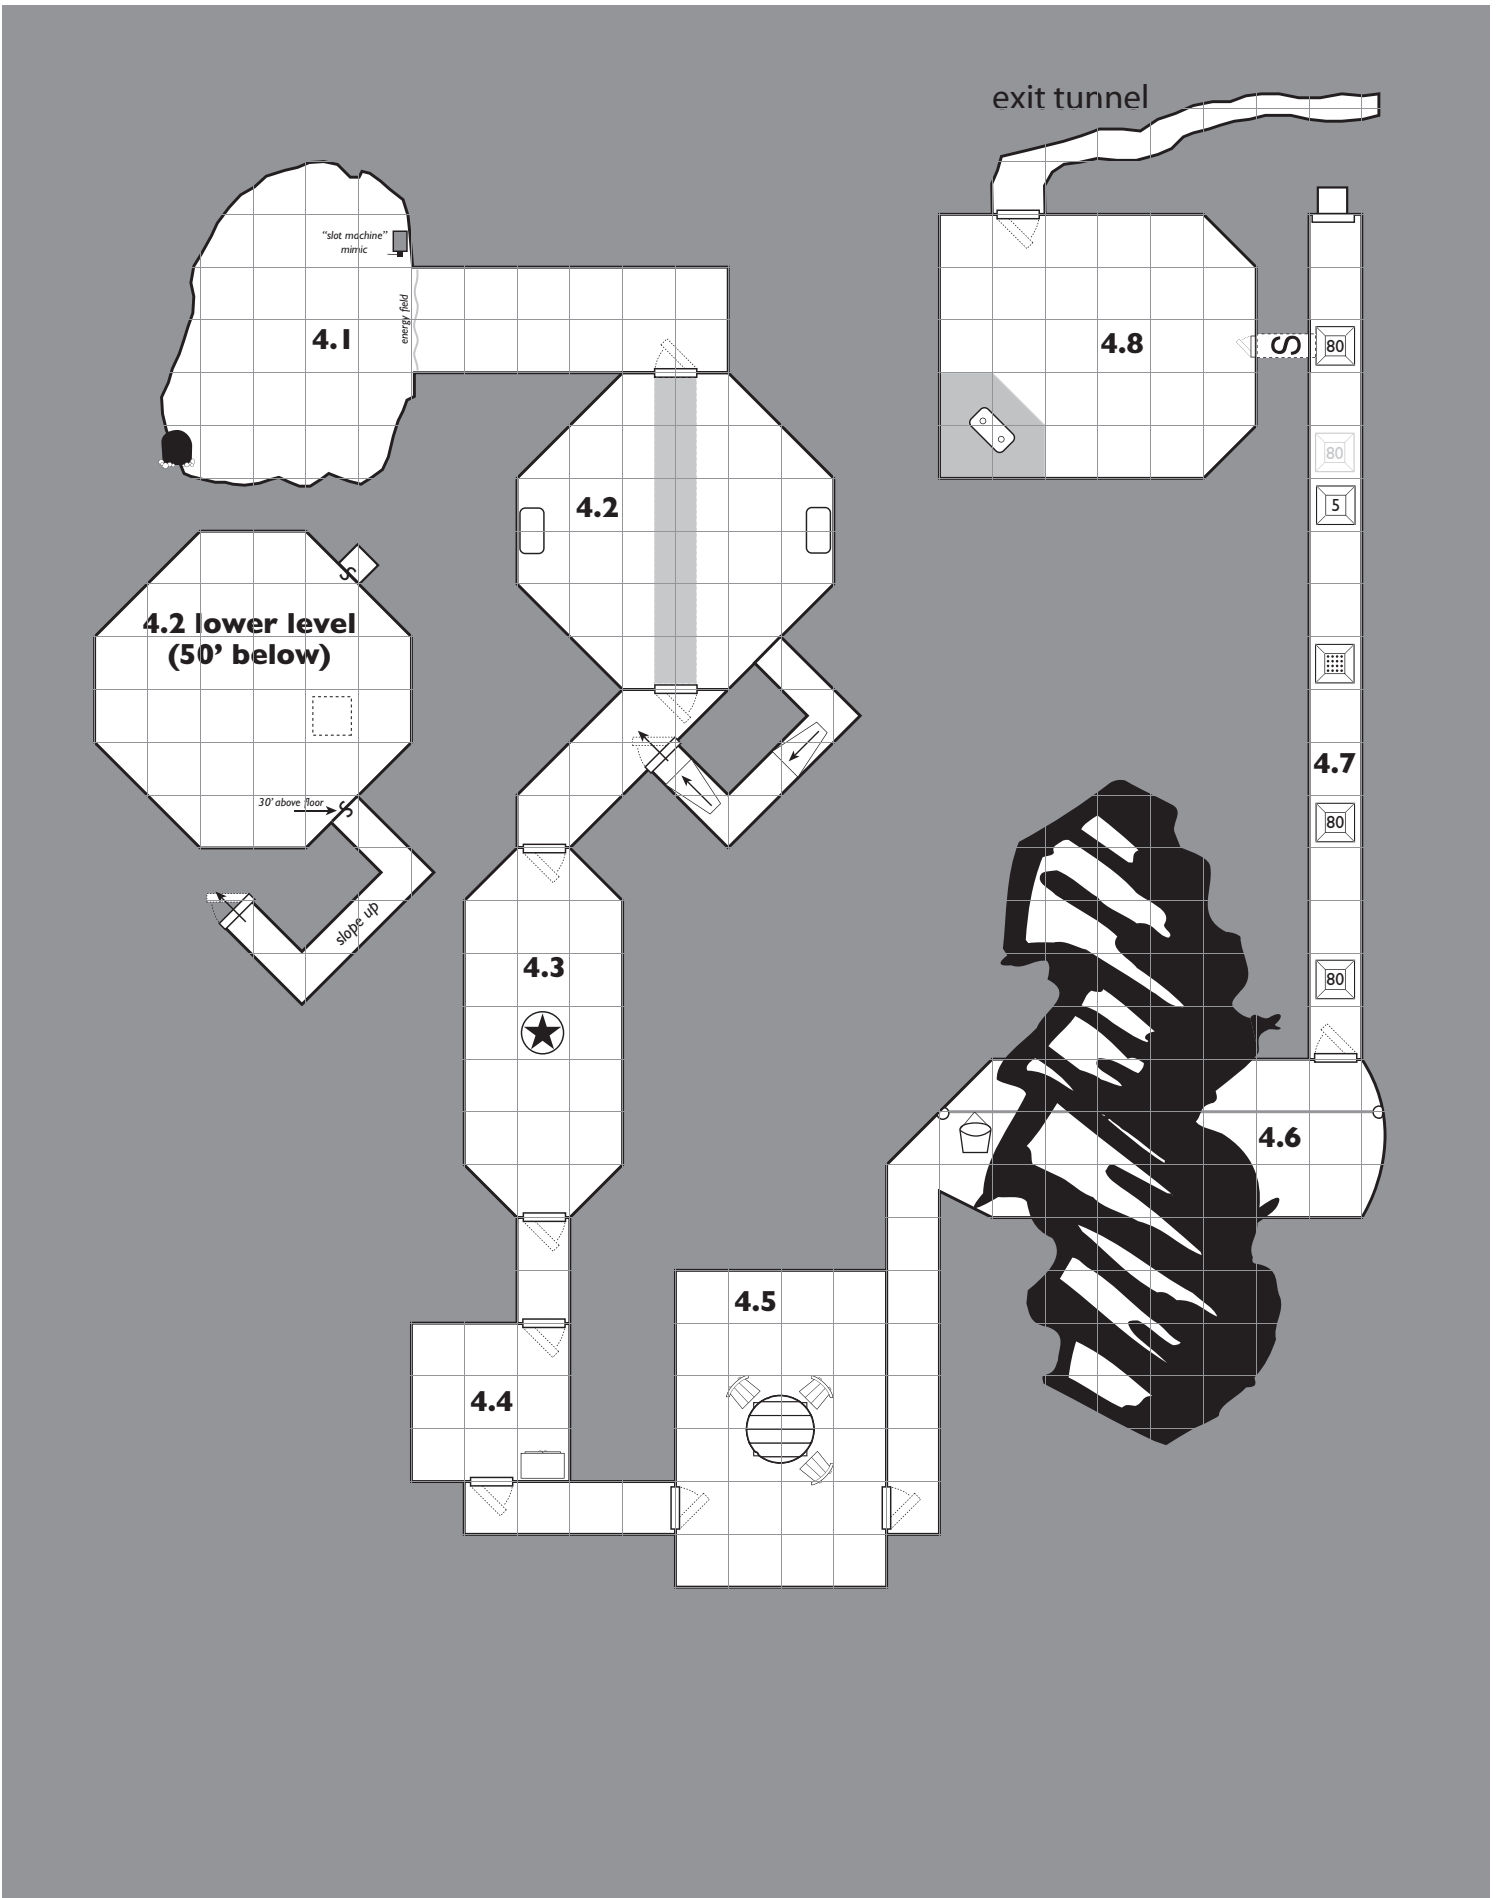 exit tunnel
“slot machine”
mimic
energy field
4.1
4.8
S
80
80
5
4.2
S
4.2 lower level
(50’ below)
30’ above floor
S
slope up
4.7
80
4.3
80
4.6
4.5
4.4